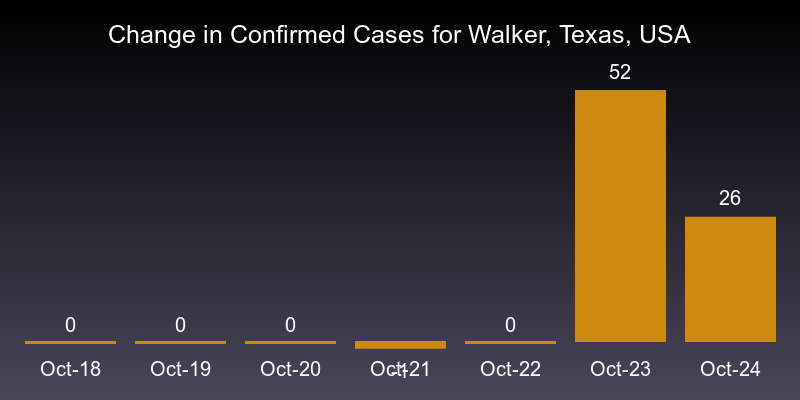 Change in Confirmed Cases for Walker, Texas, USA
52
26
0
0
0
0
-1
Oct-18
Oct-19
Oct-20
Oct-21
Oct-22
Oct-23
Oct-24